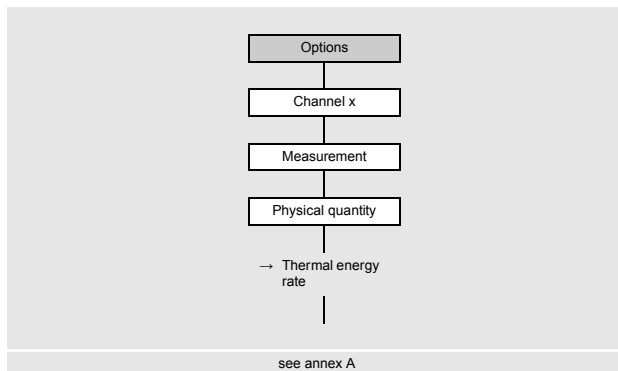 Options
Channel x
Measurement
Physical quantity
→ Thermal energy
rate
see annex A